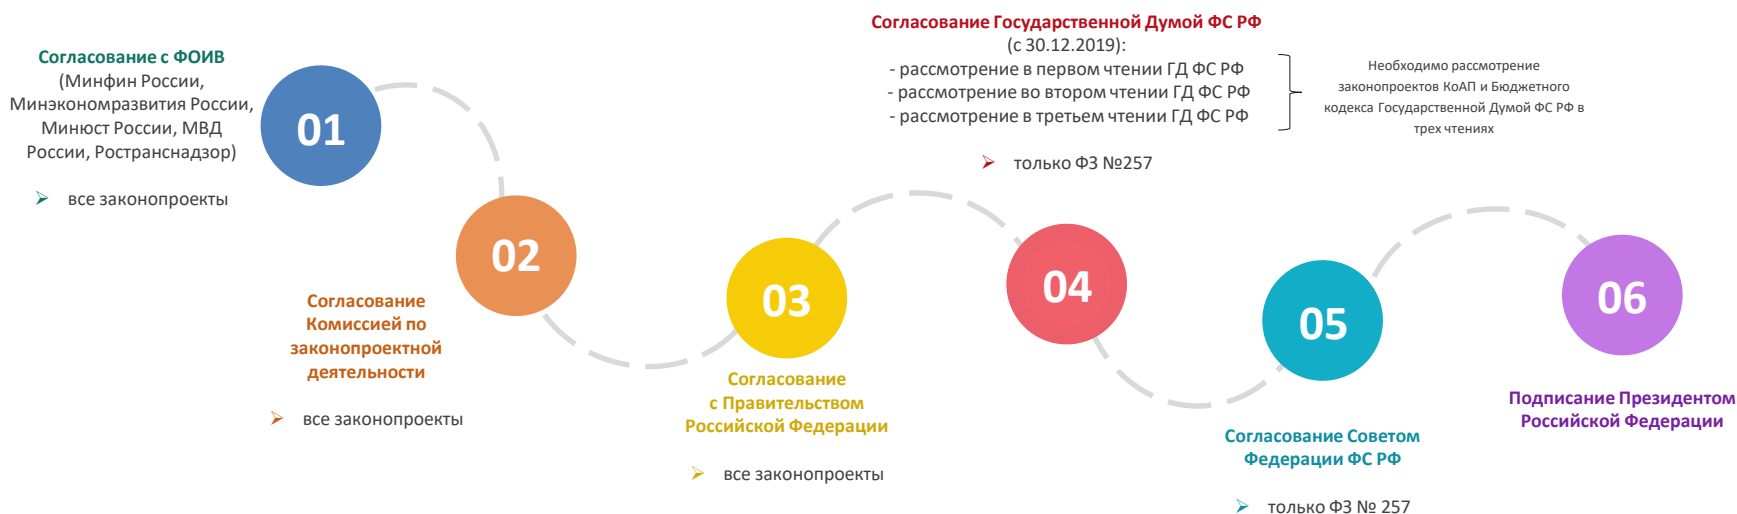 Согласование с ФОИВ
(Минфин России,
Минэкономразвития России,
Минюст России, МВД
России, Ространснадзор)
➢ все законопроекты
01
02
Согласование
Комиссией по
законопроектной
деятельности
➢ все законопроекты
03
Согласование
с Правительством
Российской Федерации
➢ все законопроекты
Согласование Государственной Думой ФС РФ
(с 30.12.2019):
- рассмотрение в первом чтении ГД ФС РФ
- рассмотрение во втором чтении ГД ФС РФ
- рассмотрение в третьем чтении ГД ФС РФ
➢ только ФЗ №257
Необходимо рассмотрение
законопроктов КоАП и Бюджетного
кодекса Государственной Думой ФС РФ в
трех чтениях
04
05
Согласование Советом
Федерации ФС РФ
➢ только ФЗ № 257
06
Подписание Президентом
Российской Федерации